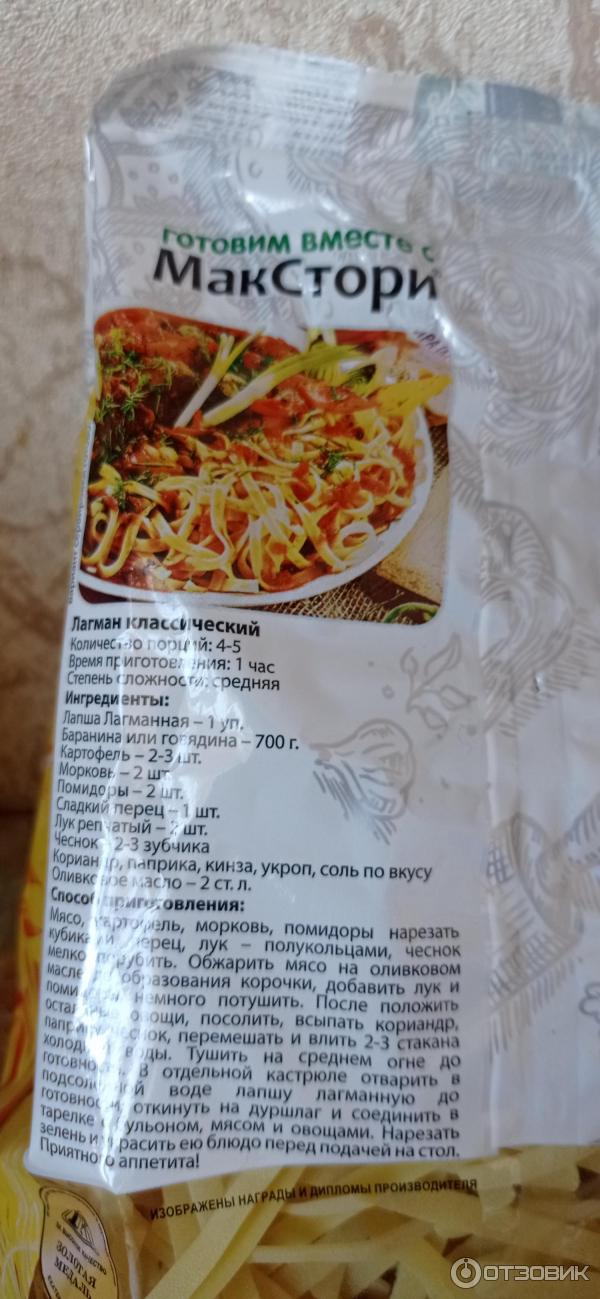 готовим вместе с
МакСтори
Лагман классический
Количество порций: 4-5
Время приготовления: 1 час
Степень сложности: средняя
Ингредиенты:
Лапша Лагманная – 1 уп.
Баранина или говядина – 700 г.
Картофель – 2-3 шт.
Морковь – 2 шт.
Помидоры – 2 шт.
Сладкий перец – 1 шт.
Лук репчатый – 2 шт.
Чеснок – 2-3 зубчика
Кориандр, паприка, кинза, укроп, соль по вкусу
Оливковое масло – 2 ст. л.
Способ приготовления:
Мясо, картофель, морковь, помидоры нарезать
кубиками, перец, лук – полукольцами, чеснок
мелко порубить. Обжарить мясо на оливковом
масле до образования корочки, добавить лук и
помидоры, немного потушить. После положить
остальные овощи, посолить, всыпать кориандр,
паприку, чеснок, перемешать и влить 2-3 стакана
холодной воды. Тушить на среднем огне до
готовности. В отдельной кастрюле отварить в
подсоленной воде лапшу лагманную до
готовности, откинуть на дуршлаг и соединить в
тарелке с бульоном, мясом и овощами. Нарезать
зелень и украсить ею блюдо перед подачей на стол.
Приятного аппетита!
ИЗОБРАЖЕНЫ НАГРАДЫ И ДИПЛОМЫ ПРОИЗВОДИТЕЛЯ
ЗА ВЫСОКОЕ КАЧЕСТВО
ЗОЛОТАЯ
МЕДАЛЬ
ОТЗОВИК